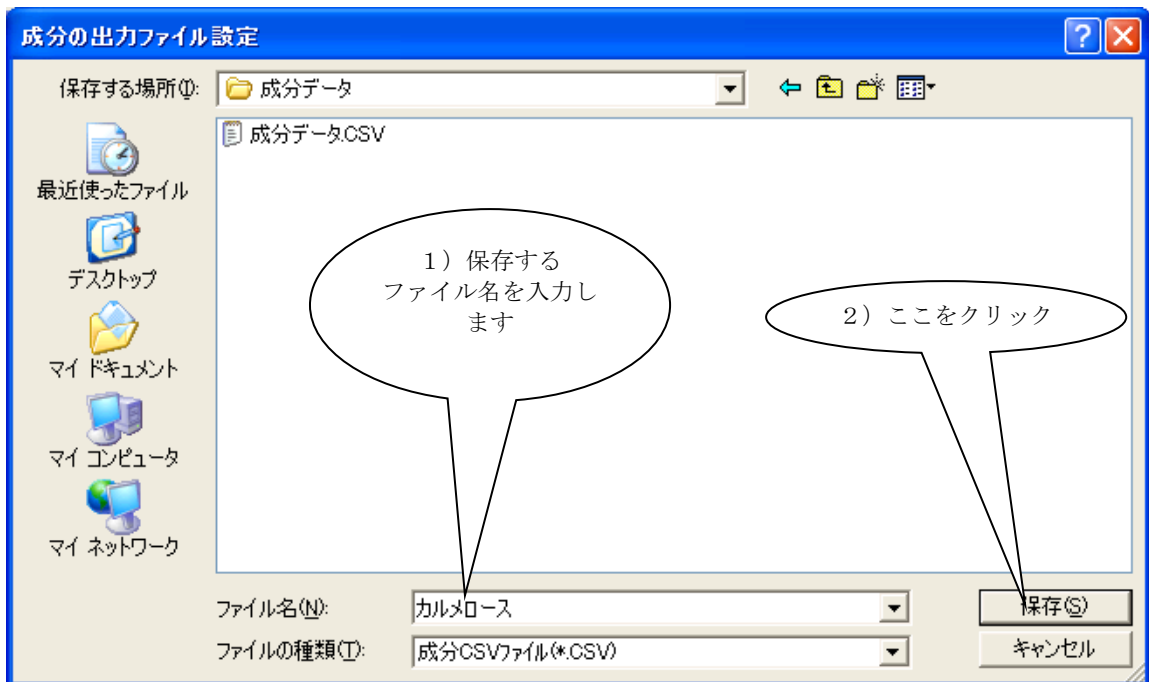 成分の出力ファイル設定
保存する場所(I):
成分データ
成分データ.CSV
最近使ったファイル
デスクトップ
マイ ドキュメント
マイ コンピュータ
マイ ネットワーク
1)保存する
ファイル名を入力し
ます
2)ここをクリック
ファイル名(N):
カルメロース
保存(S)
ファイルの種類(T):
成分CSVファイル(*.CSV)
キャンセル